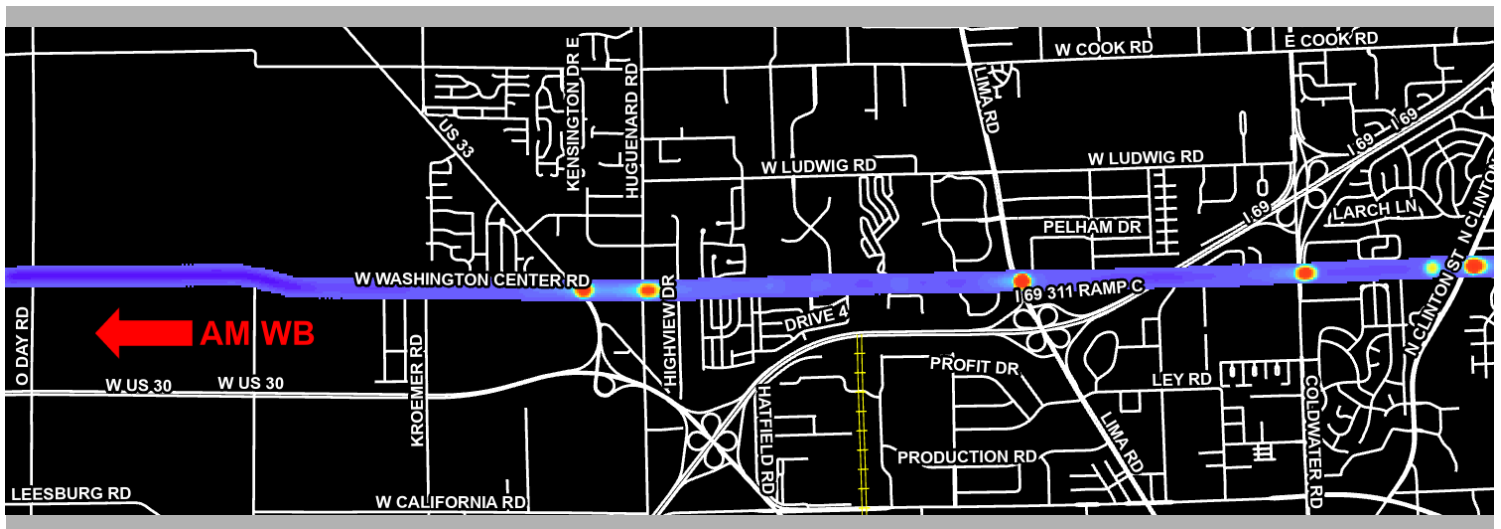 W COOK RD
E COOK RD
KENSINGTON DR E
HUGUENARD RD
LIMA RD
US 33
I 69
I 69
W LUDWIG RD
W LUDWIG RD
N CLINTON ST
N CLINTON
I 69
LARCH LN
PELHAM DR
W WASHINGTON CENTER RD
I 69 311 RAMP C
HIGHVIEW DR
DRIVE 4
O DAY RD
AM WB
KROEMER RD
PROFIT DR
LEY RD
W US 30
W US 30
HATFIELD RD
LIMA RD
COLDWATER RD
PRODUCTION RD
LEESBURG RD
W CALIFORNIA RD